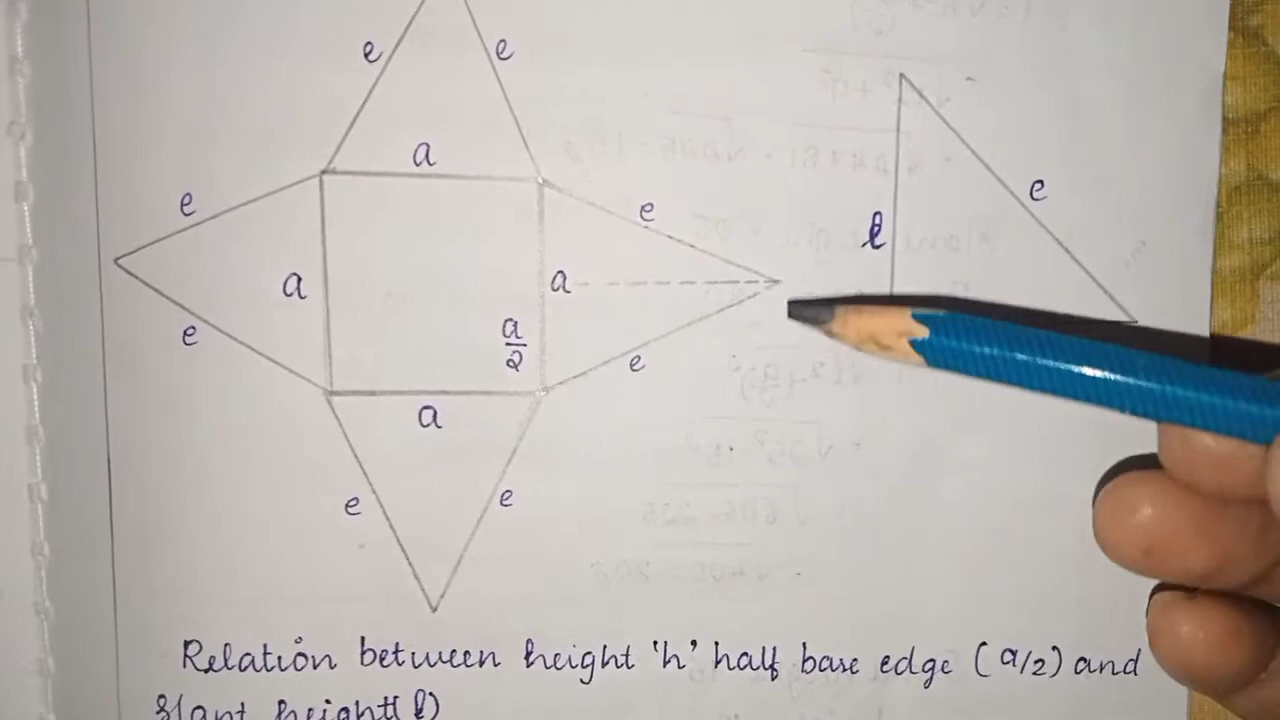 e e
a
e e
l e
a a
a/2
e e
a
e e
Relation between height 'h' half base edge (a/2) and
slant height(l)